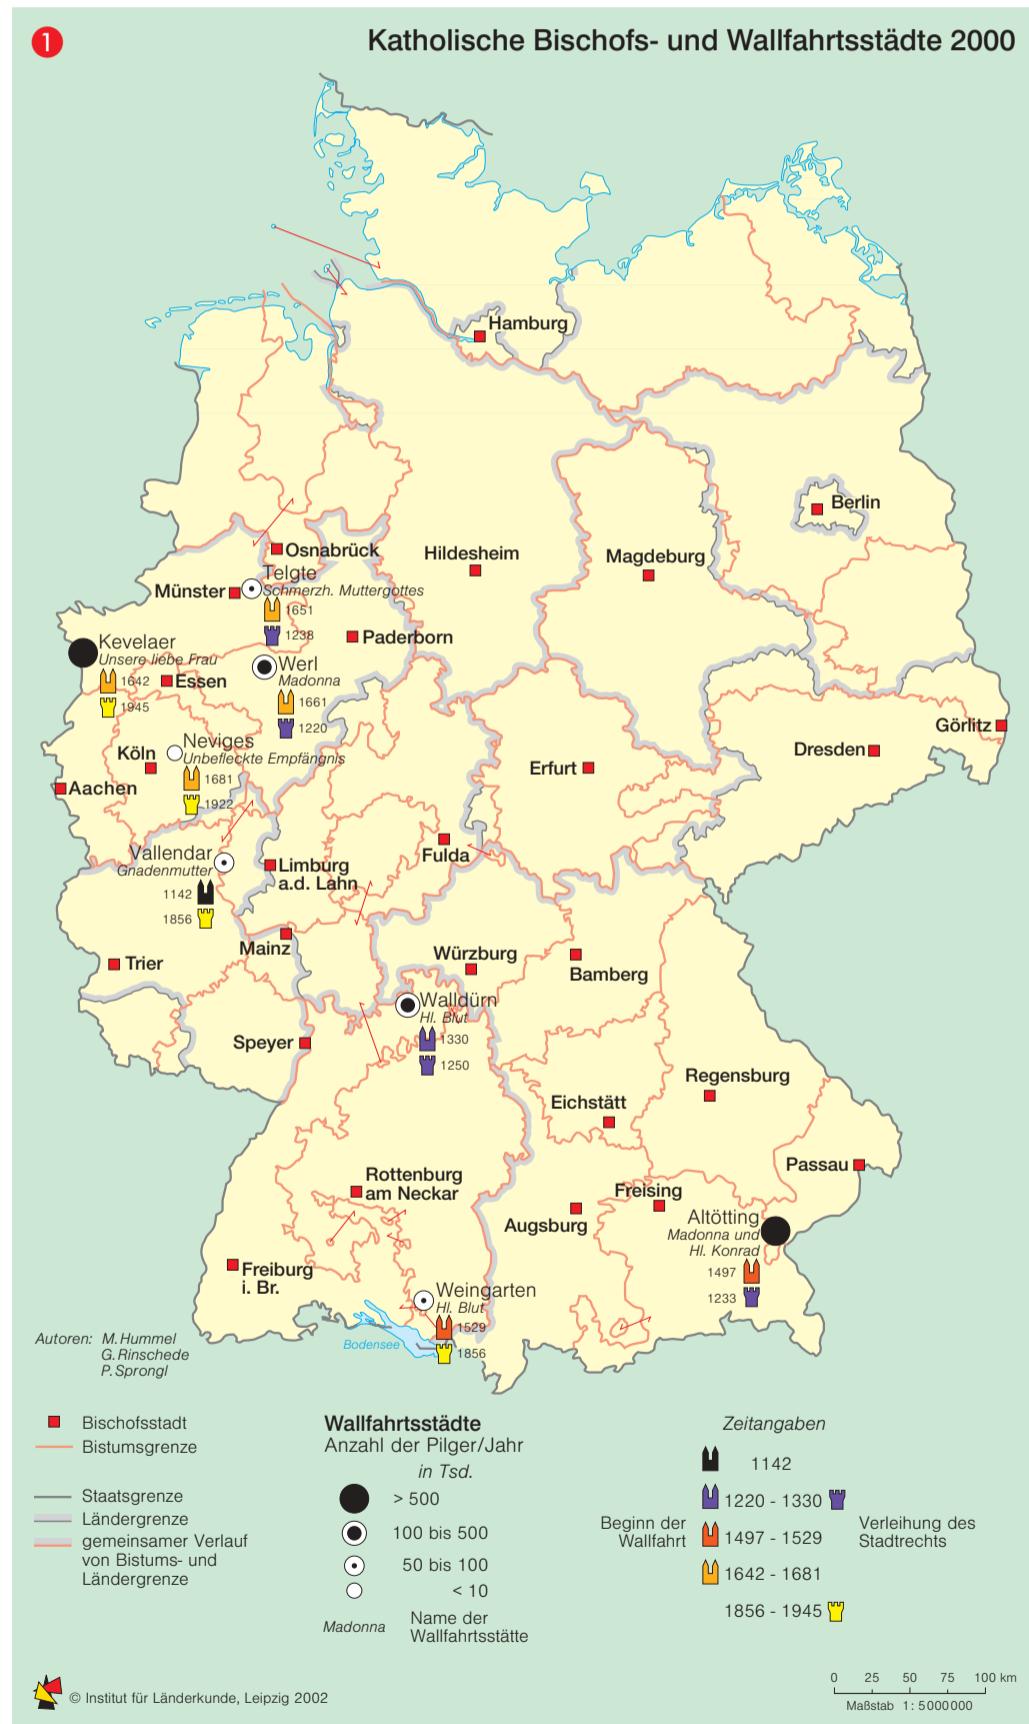 1
Katholische Bischofs- und Wallfahrtsstädte 2000
Hamburg
Berlin
Osnabrück
Hildesheim
Magdeburg
Telgte
Schmerzh. Muttergottes
Münster
1651
1238
Paderborn
Kevelaer
Unsere liebe Frau
1642
1945
Essen
Werl
Madonna
1661
1220
Görlitz
Dresden
Neviges
Unbefleckte Empfängnis
1681
1922
Köln
Erfurt
Aachen
Vallendar
Gnadenmutter
1142
1856
Limburg
a.d. Lahn
Fulda
Mainz
Trier
Würzburg
Bamberg
Walldürn
Hl. Blut
1330
1250
Speyer
Regensburg
Eichstätt
Passau
Rottenburg
am Neckar
Freising
Augsburg
Altötting
Madonna und
Hl. Konrad
1497
1233
Freiburg
i. Br.
Weingarten
Hl. Blut
1529
1856
Bodensee
Autoren: M. Hummel
G. Rinschede
P. Sprongl
Bischofsstadt
Bistumsgrenze
Staatsgrenze
Ländergrenze
gemeinsamer Verlauf
von Bistums- und
Ländergrenze
Wallfahrtsstädte
Anzahl der Pilger/Jahr
in Tsd.
> 500
100 bis 500
50 bis 100
< 10
Madonna
Name der
Wallfahrtsstätte
Zeitangaben
1142
1220 - 1330
Beginn der
Wallfahrt
1497 - 1529
Verleihung des
Stadtrechts
1642 - 1681
1856 - 1945
© Institut für Länderkunde, Leipzig 2002
0 25 50 75 100 km
Maßstab 1 : 5000000